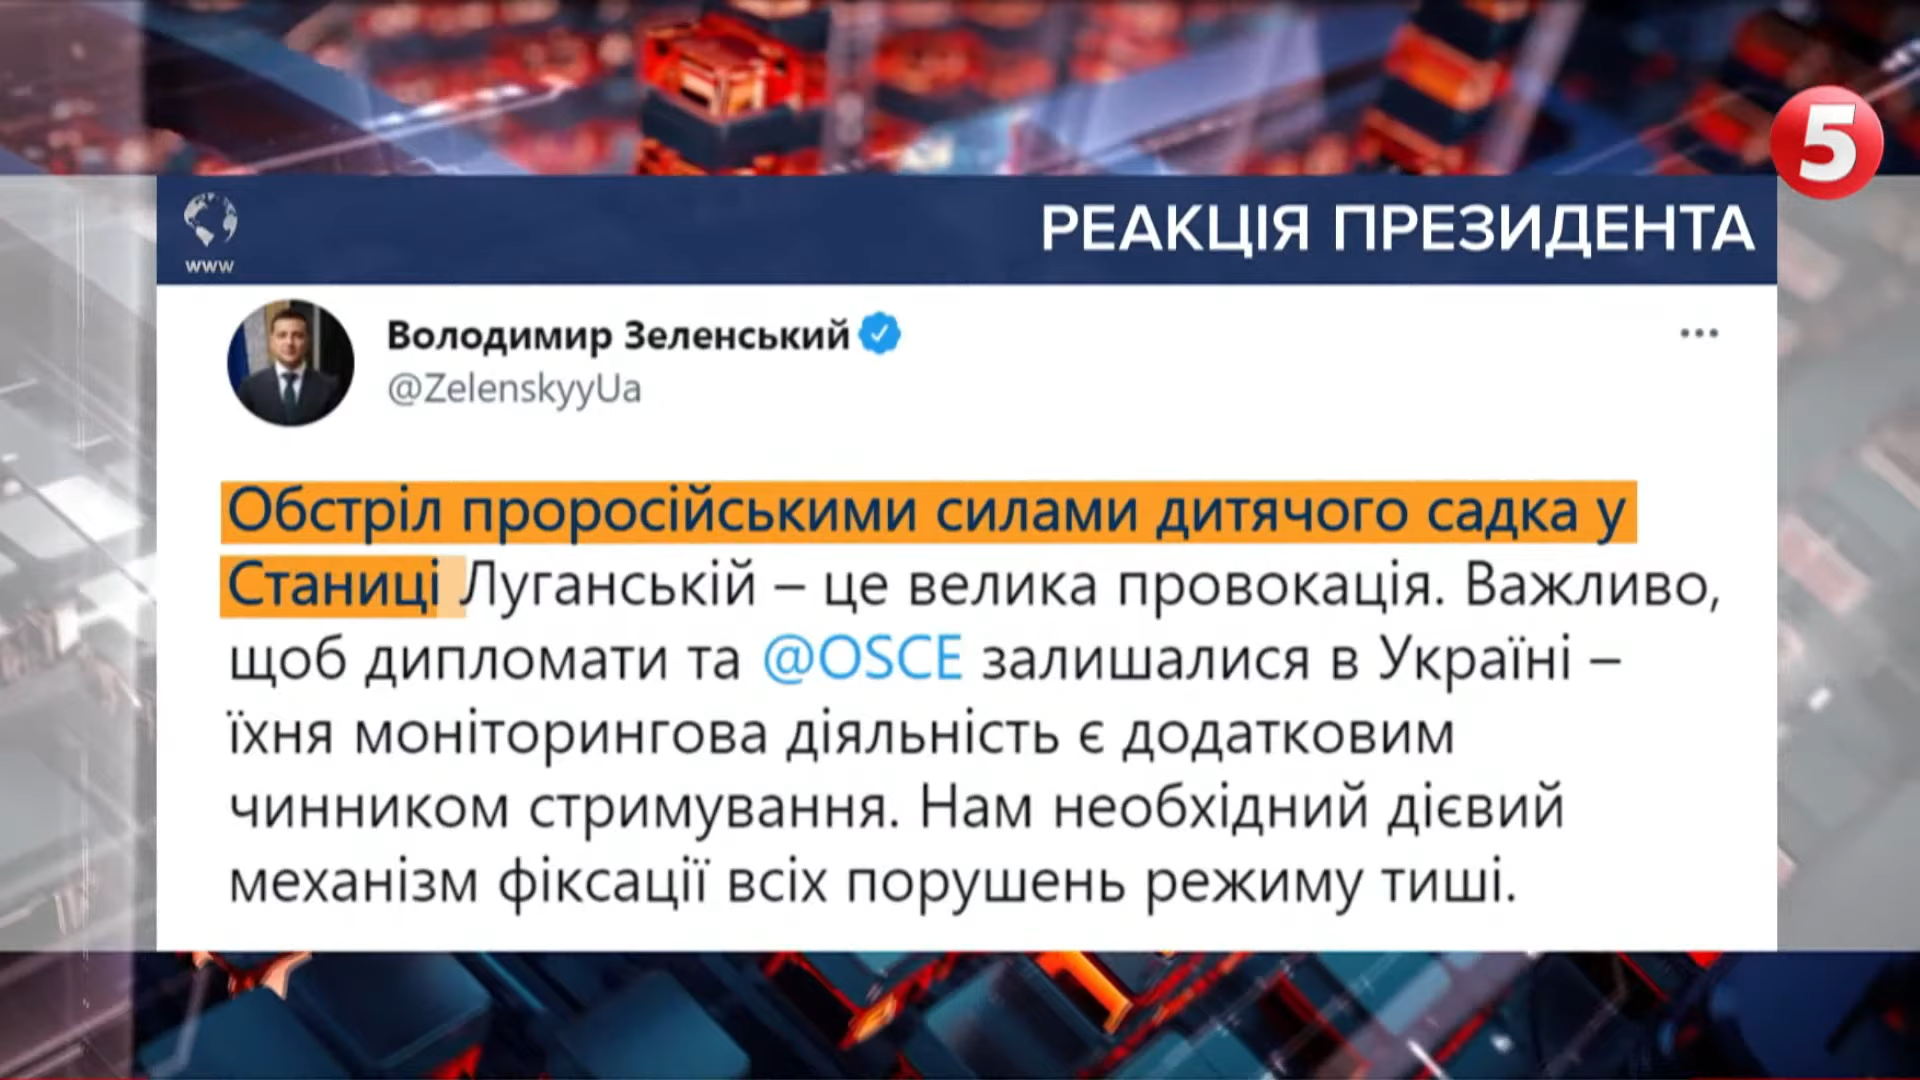 5
РЕАКЦІЯ ПРЕЗИДЕНТА
www
Володимир Зеленський
@ZelenskyyUa
Обстріл проросійськими силами дитячого садка у
Станиці Луганській – це велика провокація. Важливо,
щоб дипломати та @OSCE залишалися в Україні –
їхня моніторингова діяльність є додатковим
чинником стримування. Нам необхідний дієвий
механізм фіксації всіх порушень режиму тиші.